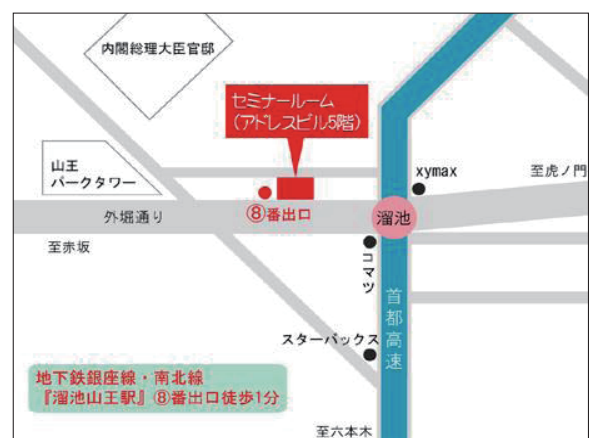 内閣総理大臣官邸
セミナールーム
（アドレスビル5階）
山王
パークタワー
xymax
至虎ノ門
外堀通り
⑧番出口
溜池
至赤坂
コマツ
首都高速
スターバックス
地下鉄銀座線・南北線
『溜池山王駅』⑧番出口徒歩1分
至六本木